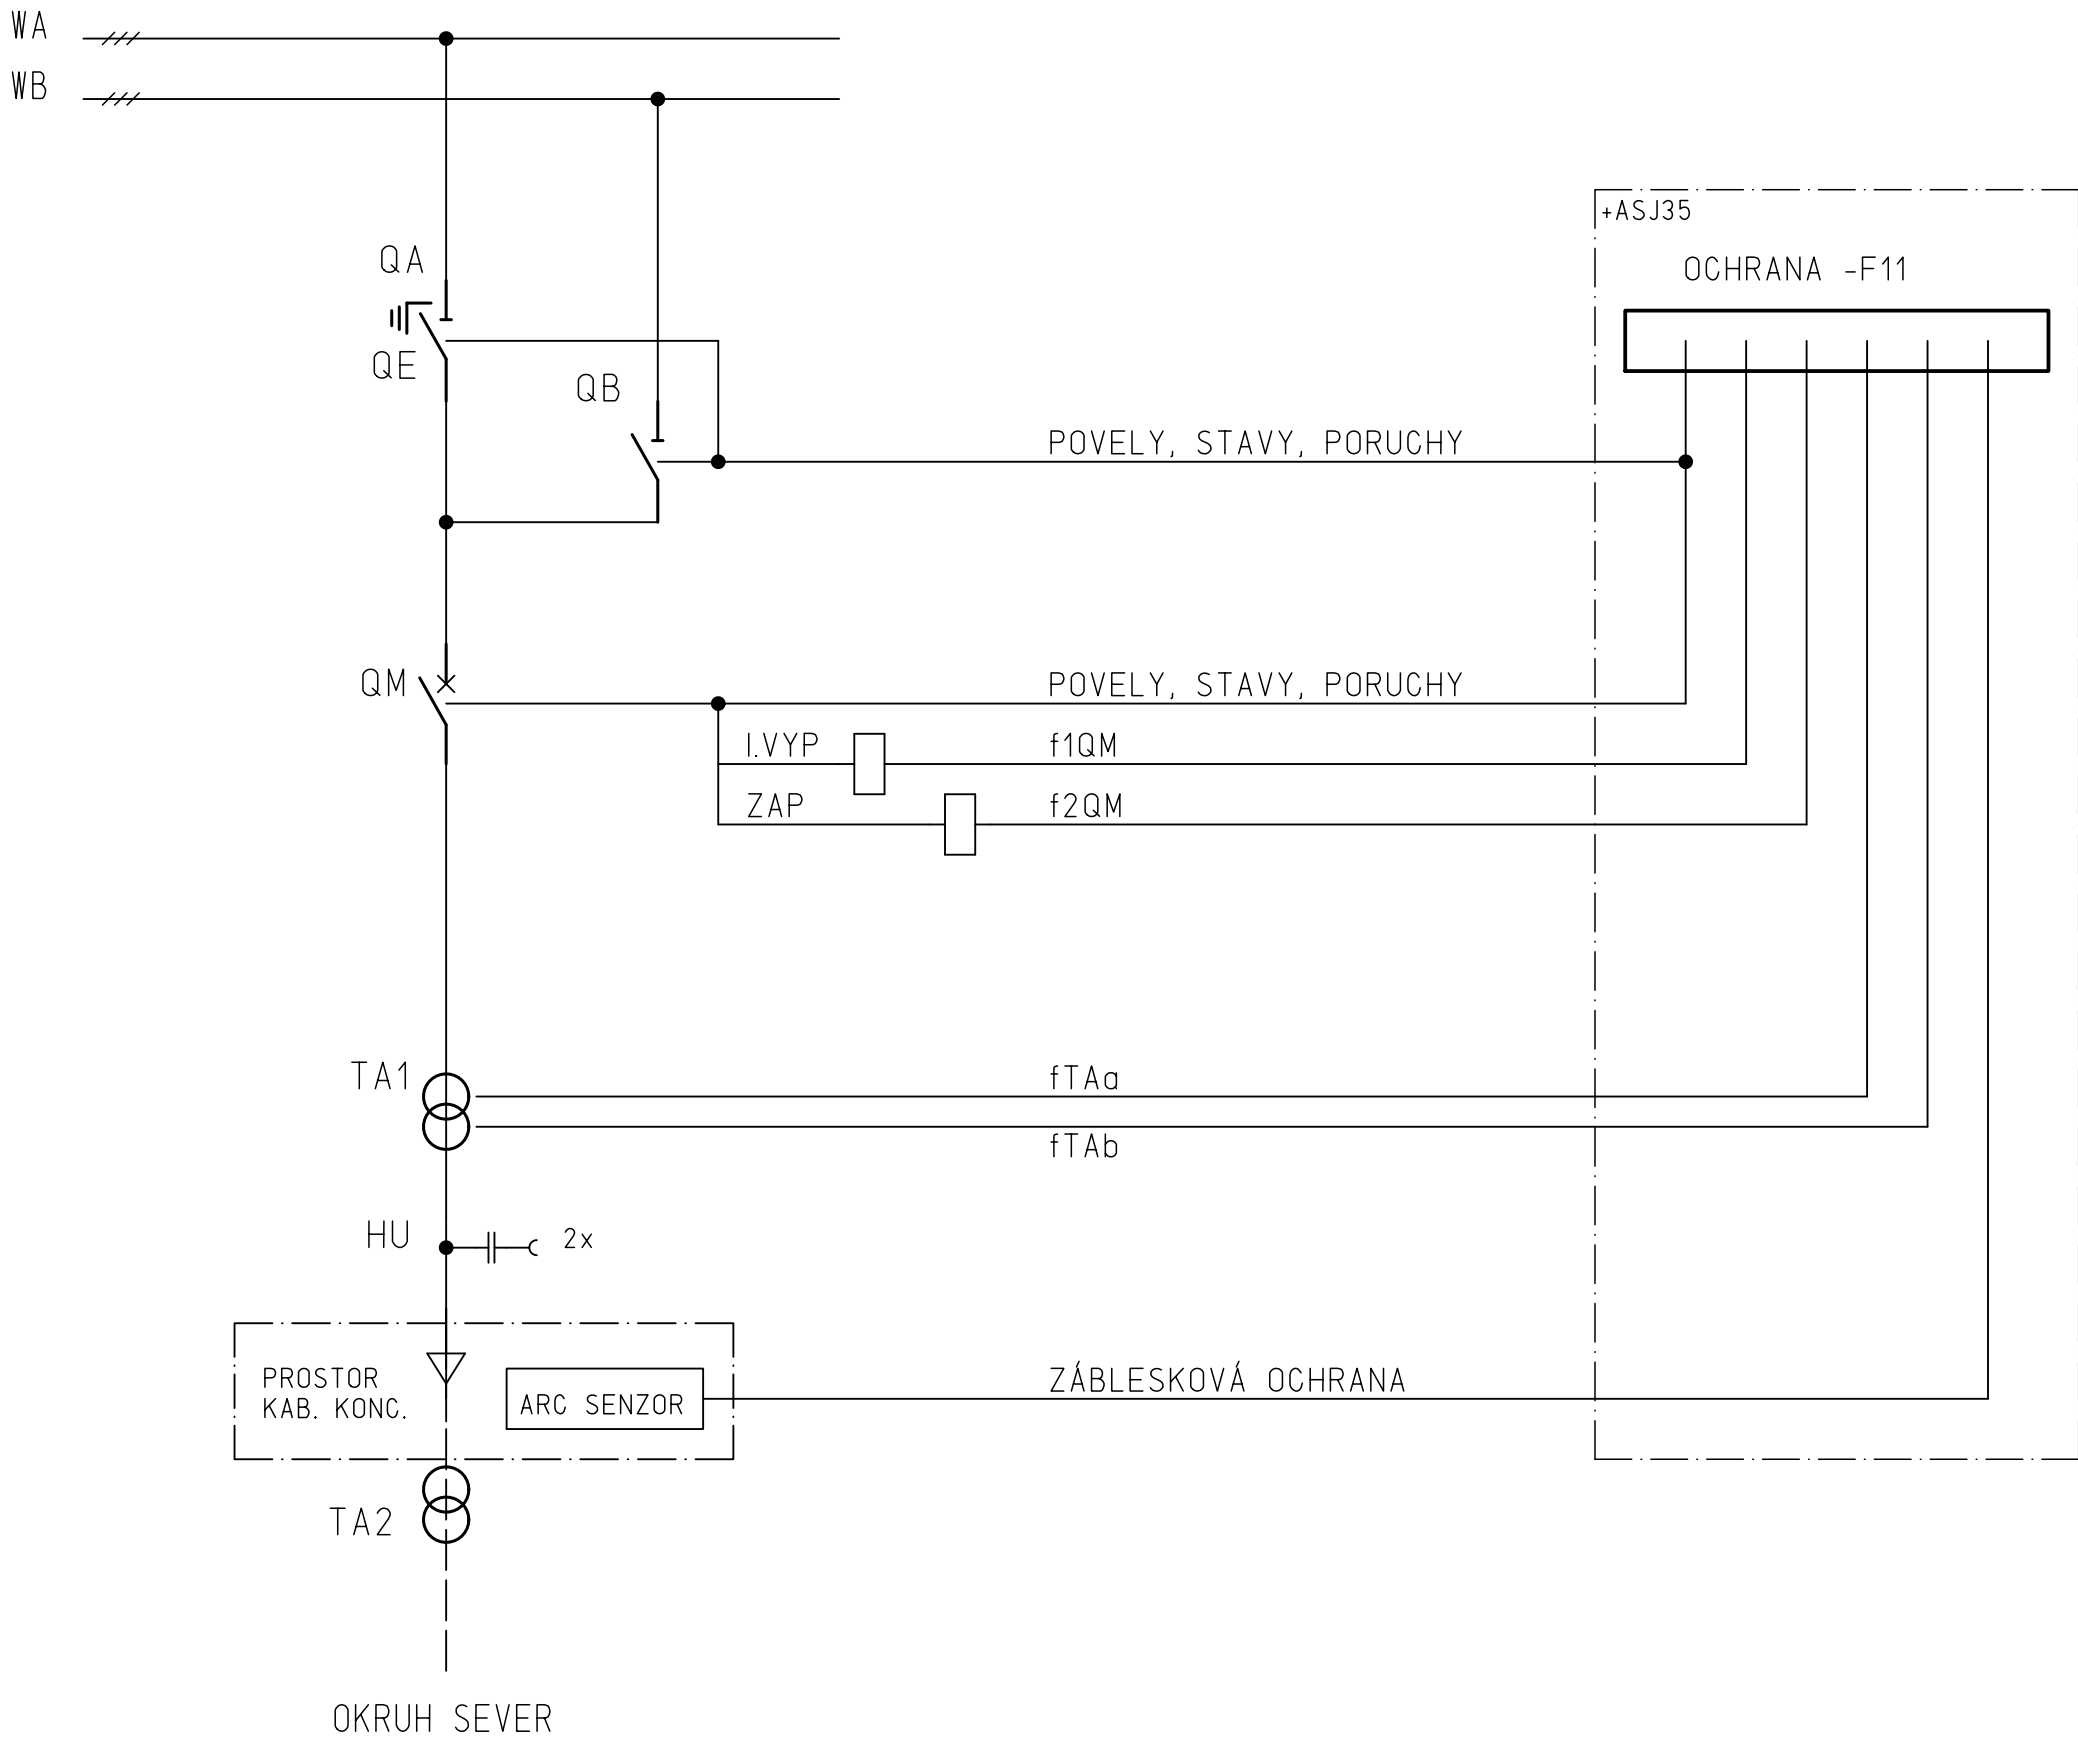 WA
WB
+ASJ35
OCHRANA -F11
QA
QE
QB
POVELY, STAVY, PORUCHY
QM
POVELY, STAVY, PORUCHY
I.VYP
f1QM
ZAP
f2QM
TA1
fTAa
fTAb
HU
2x
PROSTOR
KAB. KONC.
ARC SENZOR
ZÁBLESKOVÁ OCHRANA
TA2
OKRUH SEVER